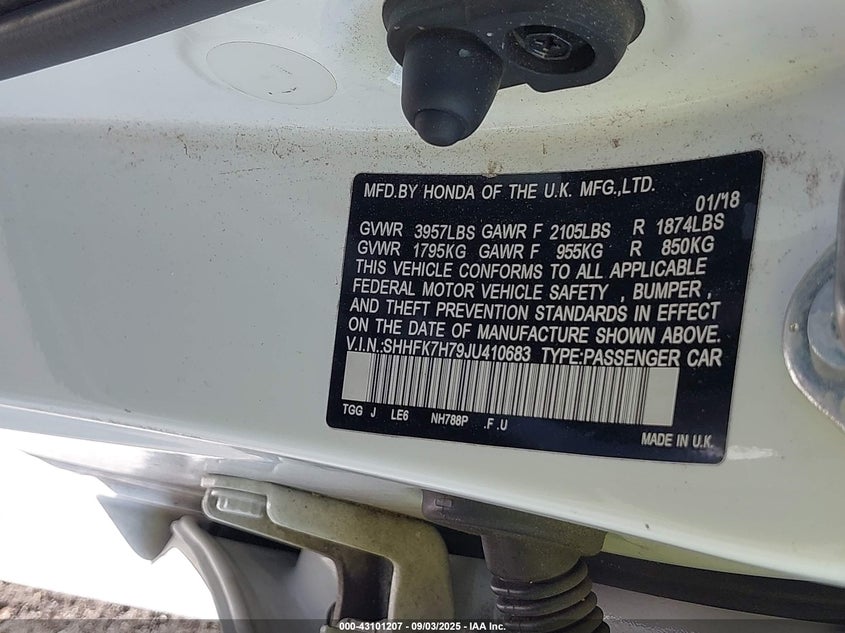 MFD.BY HONDA OF THE U.K. MFG.,LTD.
01/'18
GVWR 3957LBS GAWR F 2105LBS R 1874LBS
GVWR 1795KG GAWR F 955KG R 850KG
THIS VEHICLE CONFORMS TO ALL APPLICABLE
FEDERAL MOTOR VEHICLE SAFETY , BUMPER ,
AND THEFT PREVENTION STANDARDS IN EFFECT
ON THE DATE OF MANUFACTURE SHOWN ABOVE.
V.I.N.:SHHFK7H79JU410683 TYPE:PASSENGER CAR
TGG J LE6 NH788P .F .U
MADE IN U.K.
000-43101207 - 09/03/2025 - IAA Inc.